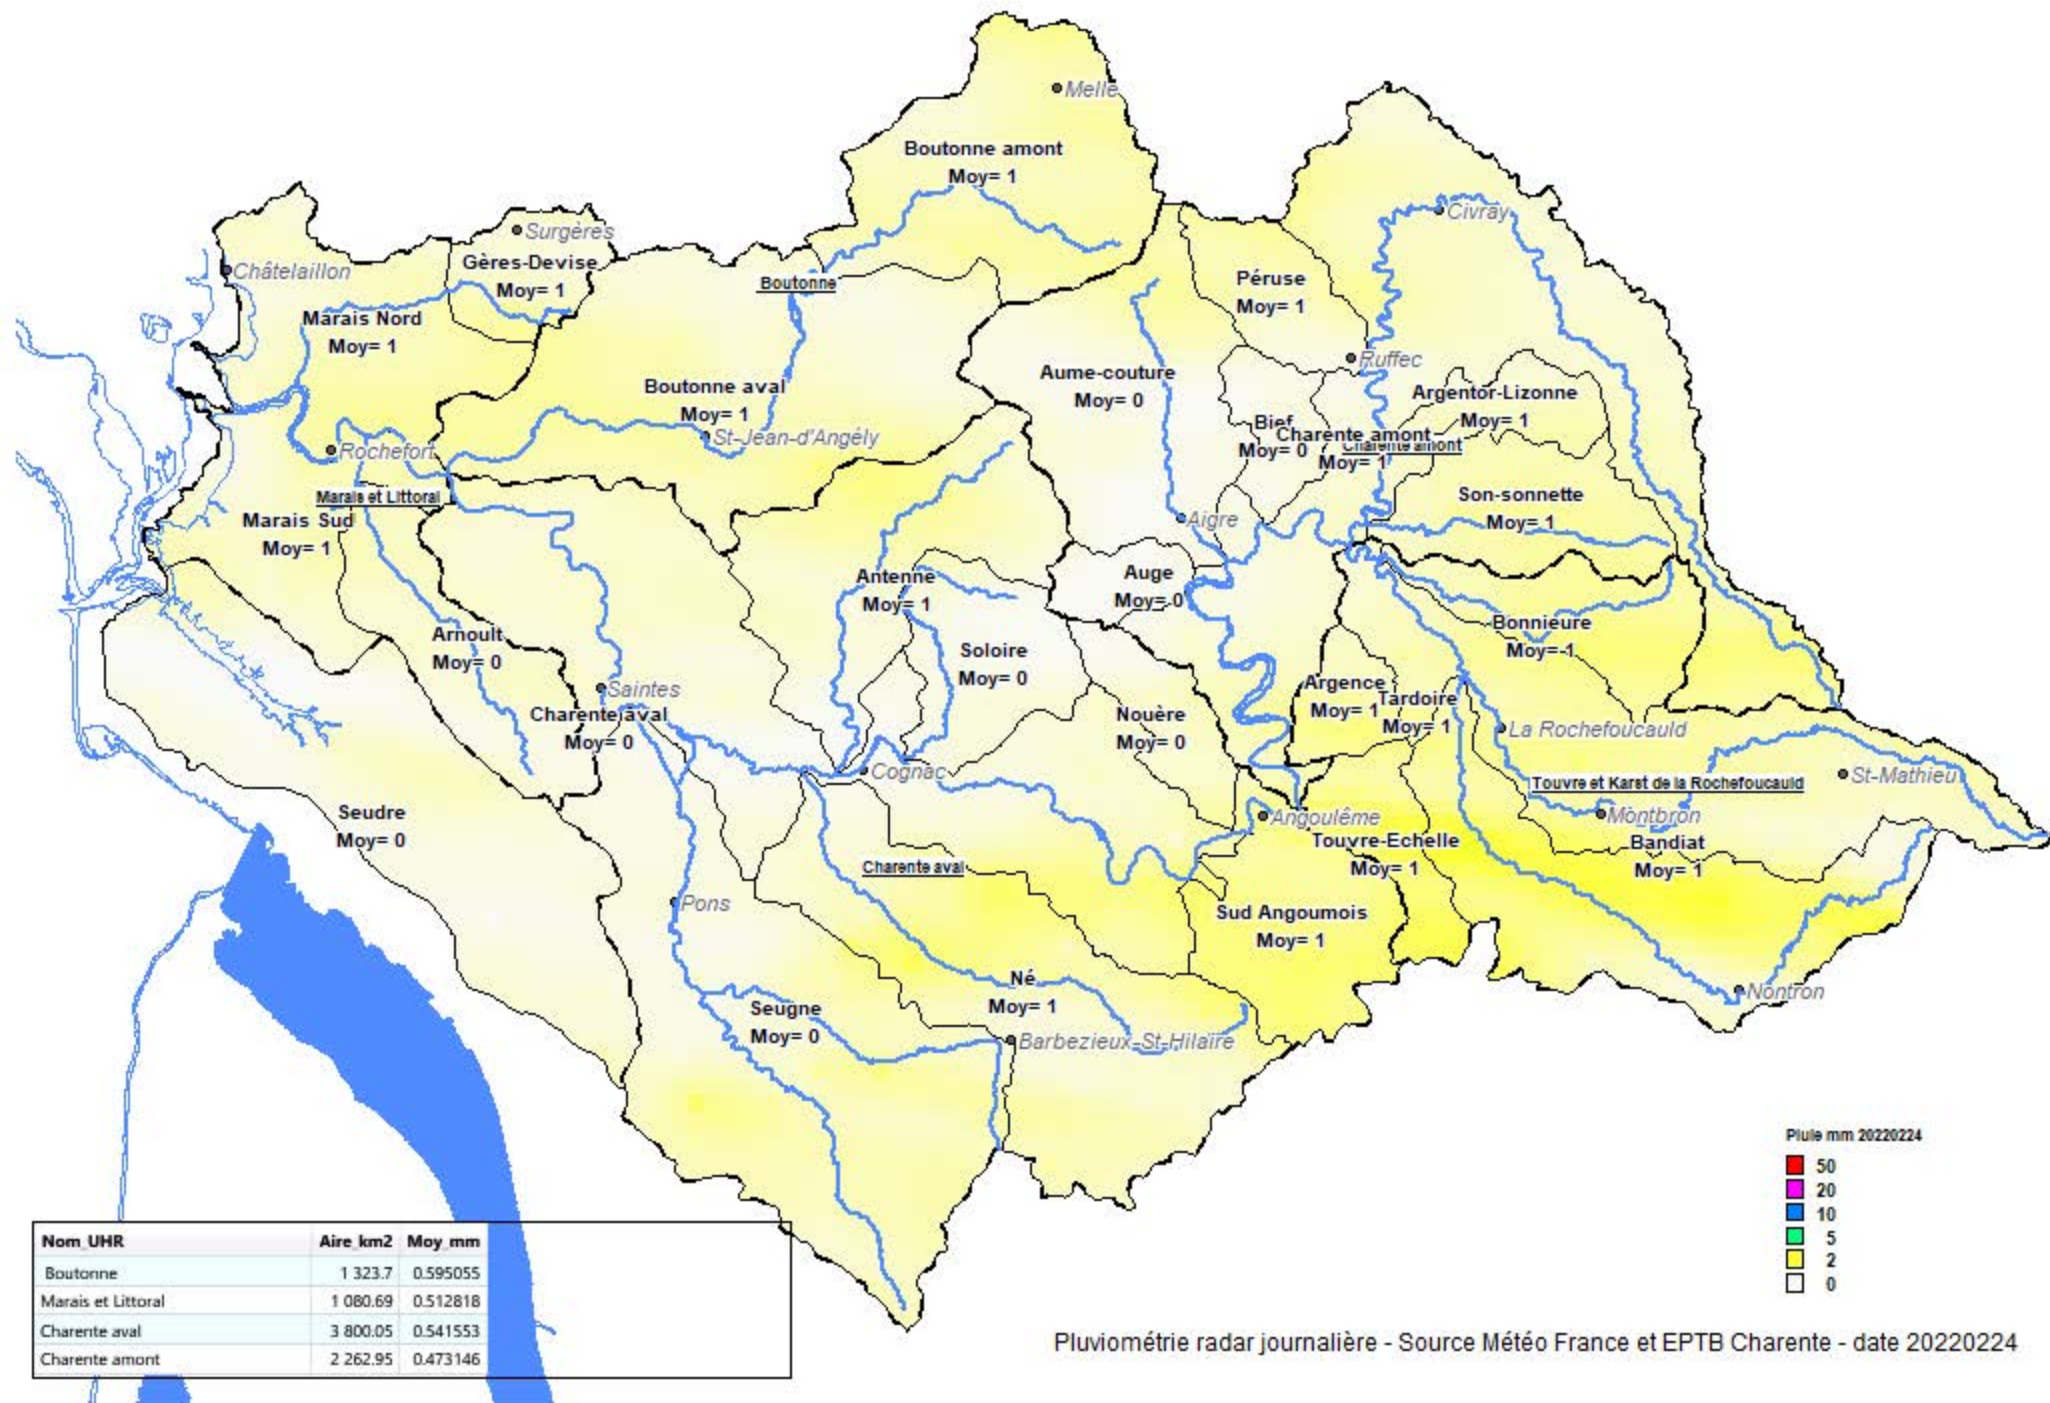 Melle
Boutonne amont
Moy= 1
Civray
Surgères
Gères-Devise
Moy= 1
Châtelaillon
Boutonne
Péruse
Moy= 1
Marais Nord
Moy= 1
Ruffec
Aume-couture
Moy= 0
Boutonne aval
Moy= 1
Argentor-Lizonne
Moy= 1
Bief
Moy= 0
Charente amont
Moy= 1
Charente amont
St-Jean-d'Angély
Rochefort
Marais et Littoral
Marais Sud
Moy= 1
Son-sonnette
Moy= 1
Aigre
Antenne
Moy= 1
Auge
Moy= 0
Bonnieure
Moy= 1
Arnoult
Moy= 0
Soloire
Moy= 0
Saintes
Charente aval
Moy= 0
Nouère
Moy= 0
Argence
Moy= 1
Tardoire
Moy= 1
La Rochefoucauld
Cognac
St-Mathieu
Touvre et Karst de la Rochefoucauld
Seudre
Moy= 0
Angoulême
Montbron
Touvre-Echelle
Moy= 1
Bandiat
Moy= 1
Charente aval
Pons
Sud Angoumois
Moy= 1
Né
Moy= 1
Nontron
Seugne
Moy= 0
Barbezieux-St-Hilaire
Pluie mm 20220224
50
20
10
5
2
0
Nom_UHR Aire_km2 Moy_mm
Boutonne 1 323.7 0.595055
Marais et Littoral 1 080.69 0.512818
Charente aval 3 800.05 0.541553
Charente amont 2 262.95 0.473146
Pluviométrie radar journalière - Source Météo France et EPTB Charente - date 20220224